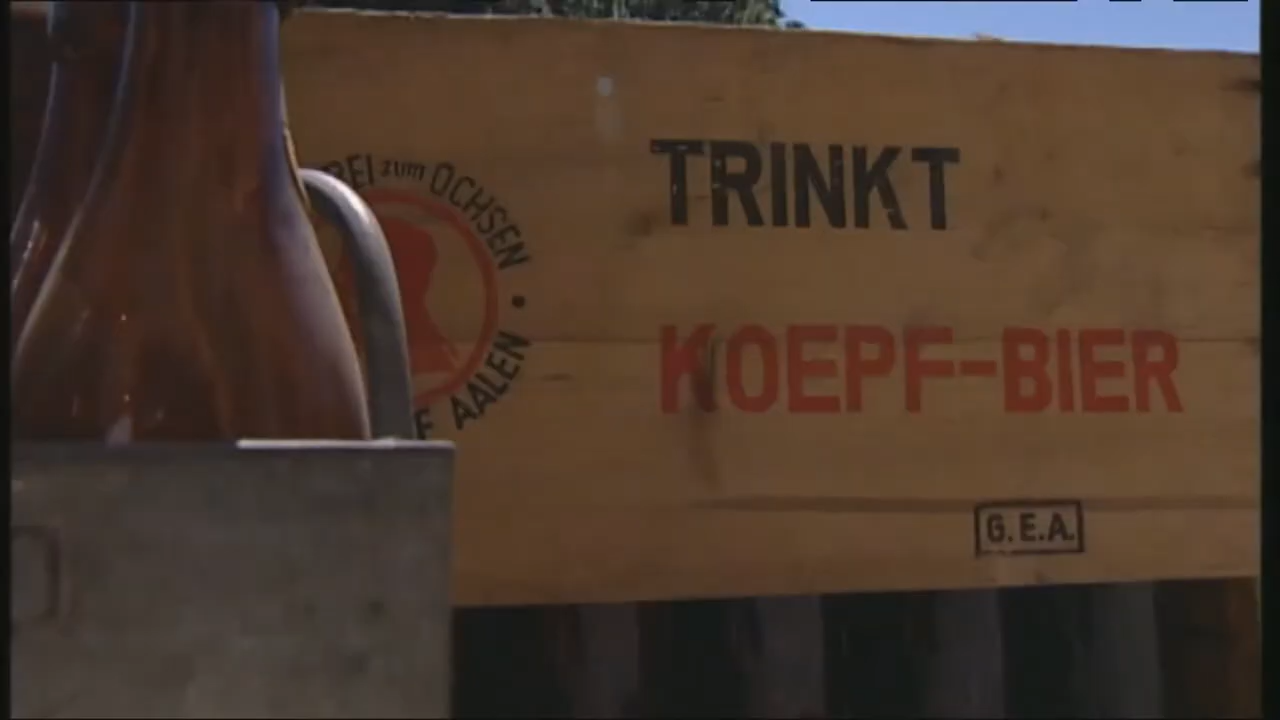 zum OCHSEN
AALEN
TRINKT
KOEPF-BIER
G.E.A.